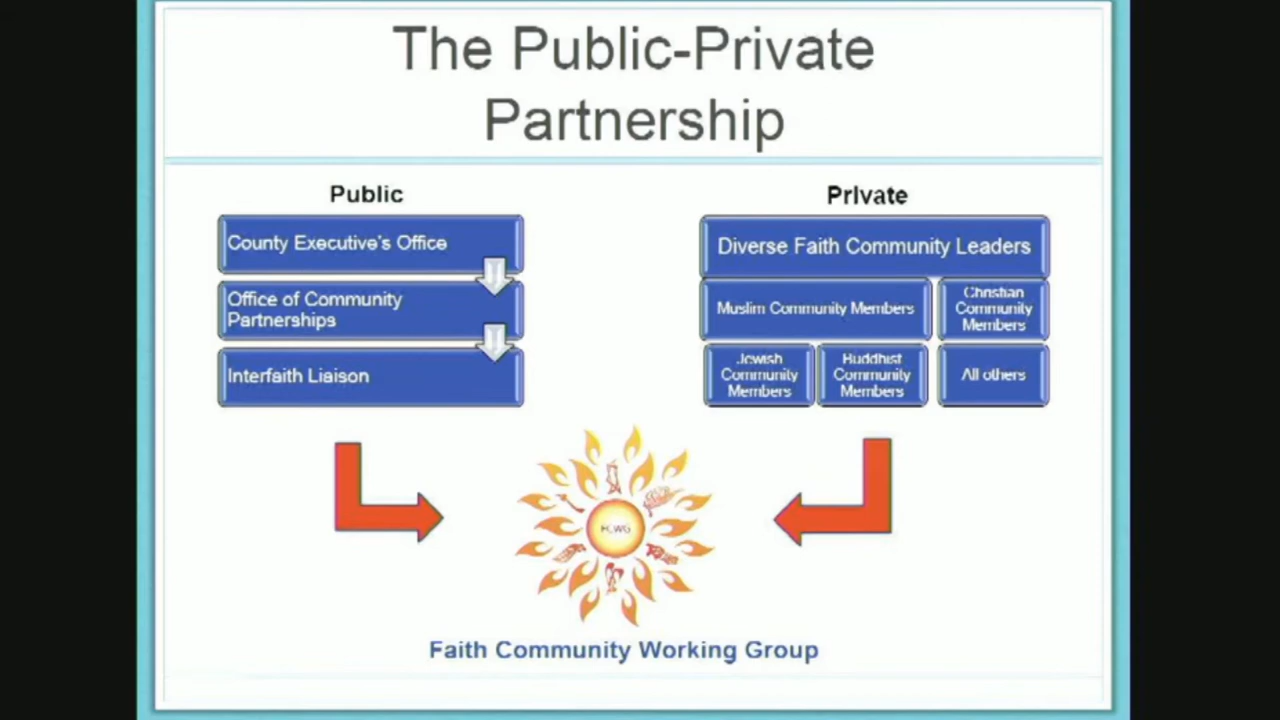 The Public-Private
Partnership
Public
County Executive's Office
Office of Community
Partnerships
Interfaith Liaison
Private
Diverse Faith Community Leaders
Muslim Community Members
Christian
Community
Members
Jewish
Community
Members
Buddhist
Community
Members
All others
FCWG
Faith Community Working Group